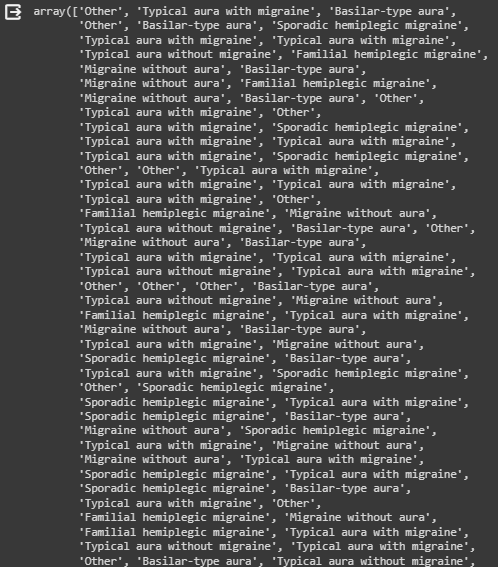 array(['Other', 'Typical aura with migraine', 'Basilar-type aura',
'Other', 'Basilar-type aura', 'Sporadic hemiplegic migraine',
'Typical aura with migraine', 'Typical aura with migraine',
'Typical aura without migraine', 'Familial hemiplegic migraine',
'Migraine without aura', 'Basilar-type aura',
'Migraine without aura', 'Familial hemiplegic migraine',
'Migraine without aura', 'Basilar-type aura', 'Other',
'Typical aura with migraine', 'Other',
'Typical aura with migraine', 'Sporadic hemiplegic migraine',
'Typical aura with migraine', 'Typical aura with migraine',
'Typical aura with migraine', 'Sporadic hemiplegic migraine',
'Other', 'Other', 'Typical aura with migraine',
'Typical aura with migraine', 'Typical aura with migraine',
'Typical aura with migraine', 'Other',
'Familial hemiplegic migraine', 'Migraine without aura',
'Typical aura without migraine', 'Basilar-type aura', 'Other',
'Migraine without aura', 'Basilar-type aura',
'Typical aura with migraine', 'Typical aura with migraine',
'Typical aura without migraine', 'Typical aura with migraine',
'Other', 'Other', 'Other', 'Basilar-type aura',
'Typical aura without migraine', 'Migraine without aura',
'Familial hemiplegic migraine', 'Typical aura with migraine',
'Migraine without aura', 'Basilar-type aura',
'Typical aura with migraine', 'Migraine without aura',
'Sporadic hemiplegic migraine', 'Basilar-type aura',
'Typical aura with migraine', 'Sporadic hemiplegic migraine',
'Other', 'Sporadic hemiplegic migraine',
'Sporadic hemiplegic migraine', 'Typical aura with migraine',
'Sporadic hemiplegic migraine', 'Basilar-type aura',
'Migraine without aura', 'Sporadic hemiplegic migraine',
'Typical aura with migraine', 'Migraine without aura',
'Migraine without aura', 'Typical aura with migraine',
'Sporadic hemiplegic migraine', 'Typical aura with migraine',
'Sporadic hemiplegic migraine', 'Basilar-type aura',
'Typical aura with migraine', 'Other',
'Familial hemiplegic migraine', 'Migraine without aura',
'Familial hemiplegic migraine', 'Typical aura with migraine',
'Typical aura without migraine', 'Typical aura with migraine',
'Other', 'Basilar-type aura', 'Typical aura without migraine',